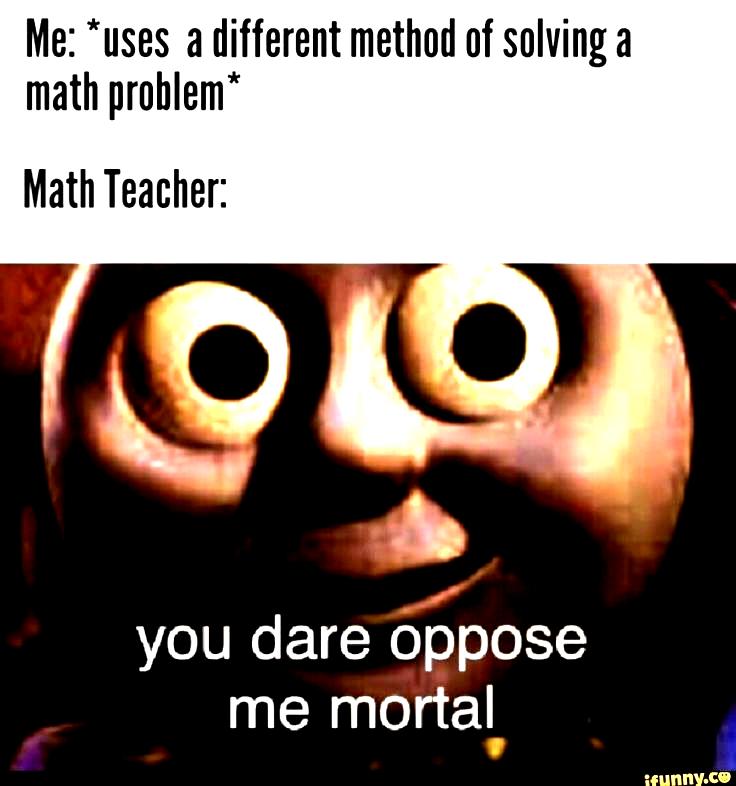 Me: *uses a different method of solving a
math problem*
Math Teacher:
you dare oppose
me mortal
ifunny.co